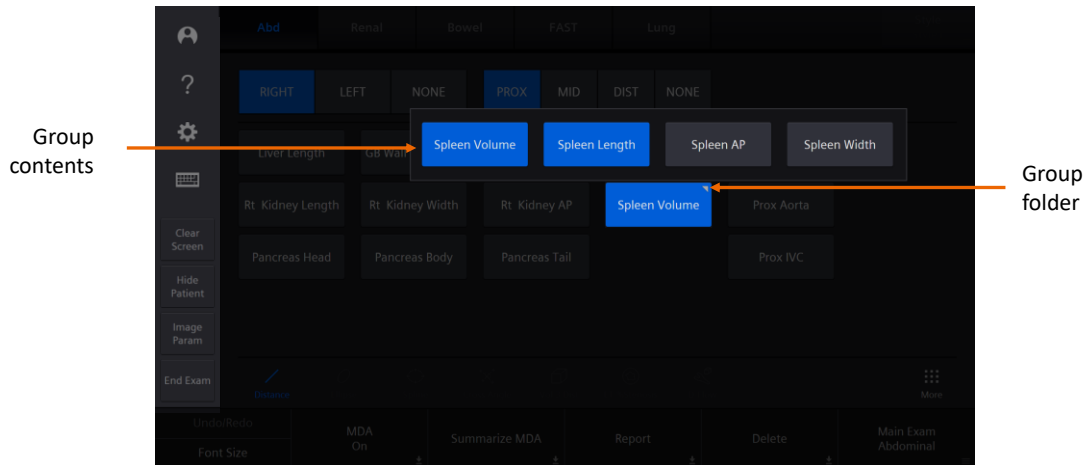 Abd Renal Bowel FAST Lung
?
RIGHT LEFT NONE PROX MID DIST NONE
Group
contents
Spleen Volume Spleen Length Spleen AP Spleen Width
Liver Length GB Wall
Group
folder
Rt Kidney Length Rt Kidney Width Rt Kidney AP Spleen Volume Prox Aorta
Clear
Screen
Pancreas Head Pancreas Body Pancreas Tail Prox IVC
Hide
Patient
Image
Param
End Exam
Distance
More
Undo/Redo
Font Size
MDA
On
Summarize MDA
Report
Delete
Main Exam
Abdominal